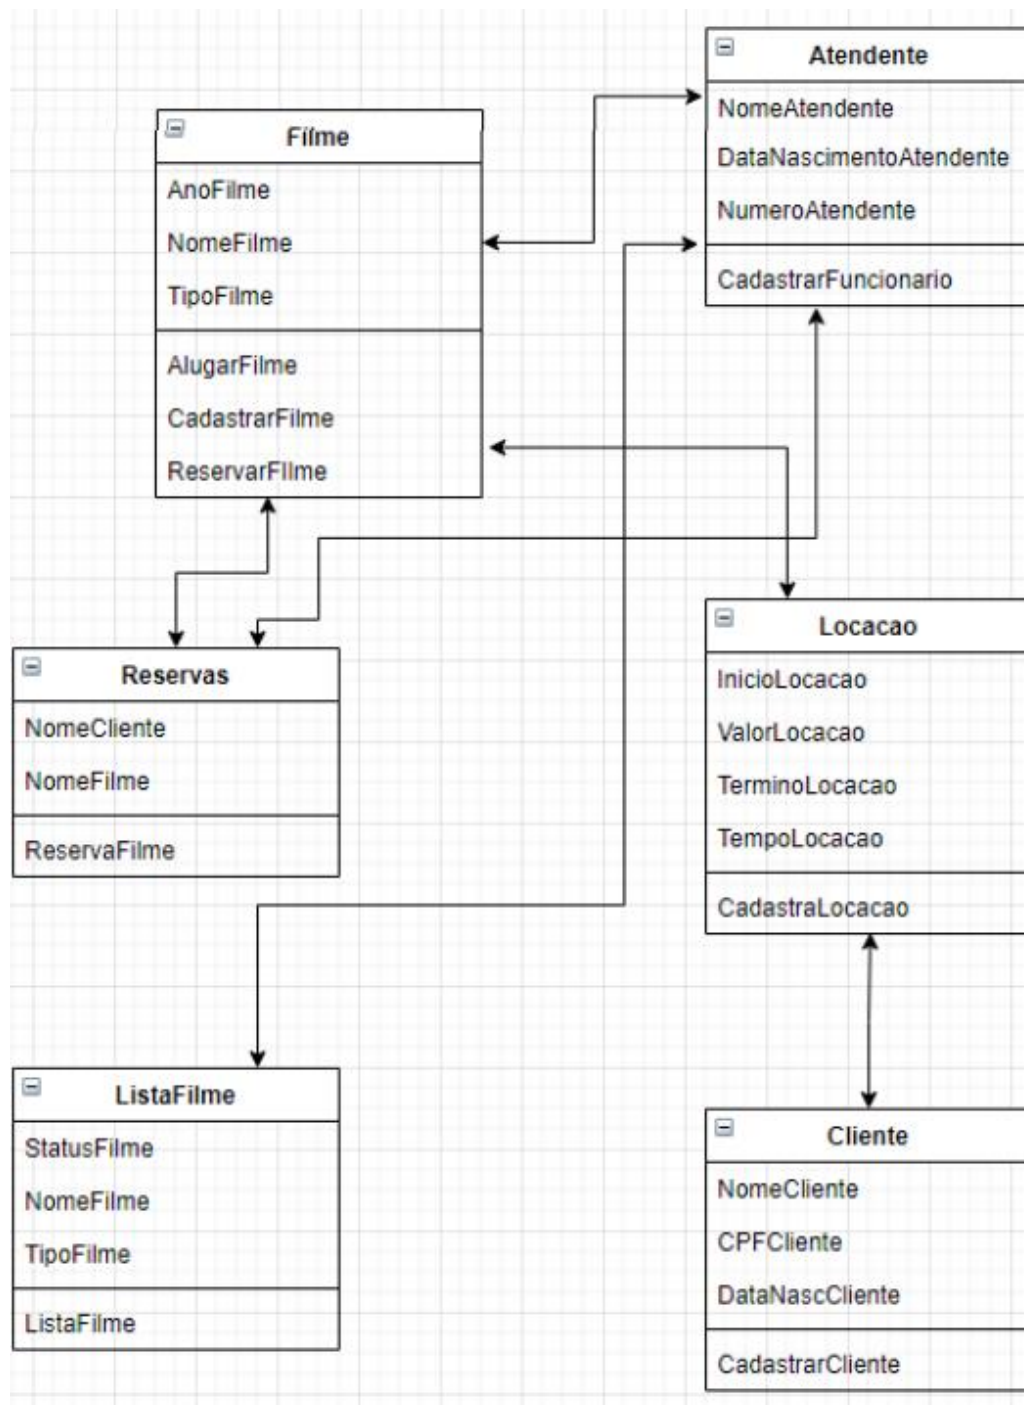 Atendente
NomeAtendente
DataNascimentoAtendente
NumeroAtendente
CadastrarFuncionario
Filme
AnoFilme
NomeFilme
TipoFilme
AlugarFilme
CadastrarFilme
ReservarFIlme
Reservas
NomeCliente
NomeFilme
ReservaFilme
Locacao
InicioLocacao
ValorLocacao
TerminoLocacao
TempoLocacao
CadastraLocacao
ListaFilme
StatusFilme
NomeFilme
TipoFilme
ListaFilme
Cliente
NomeCliente
CPFCliente
DataNascCliente
CadastrarCliente